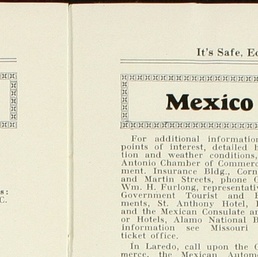 s:
C.
It's Safe, Ec
Mexico
For additional information
points of interest, detailed h
tion and weather conditions,
Antonio Chamber of Commer
ment. Insurance Bldg., Corn
and Martin Streets, phone C
Wm. H. Furlong, representati
Government Tourist and I
ments, St. Anthony Hotel, I
and the Mexican Consulate ar
or Hotels, Alamo National B
information see Missouri
ticket office.
In Laredo, call upon the C
merce, the Mexican Autom